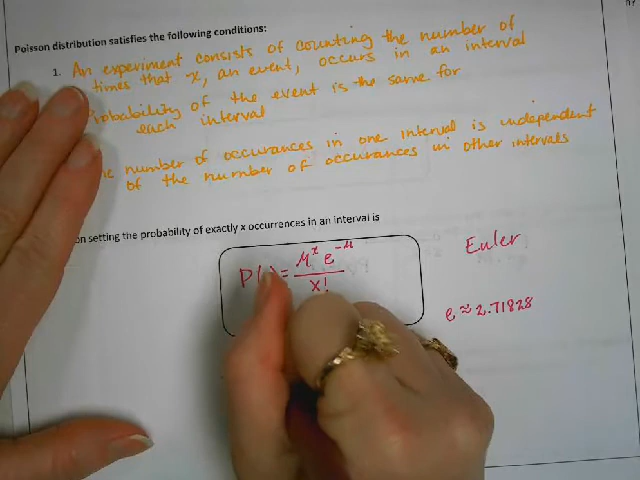 Poisson distribution satisfies the following conditions:
1. An experiment consists of counting the number of
times that x, an event, occurs in an interval
Probability of the event is the same for
each interval
number of occurances in one interval is independent
of the number of occurances in other intervals
setting the probability of exactly x occurrences in an interval is
Euler
P( )= μˣ e⁻μ / x!
e ≈ 2.71828